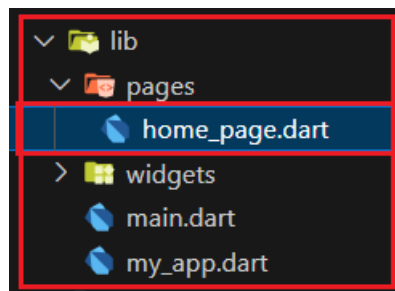 lib
pages
home_page.dart
widgets
main.dart
my_app.dart